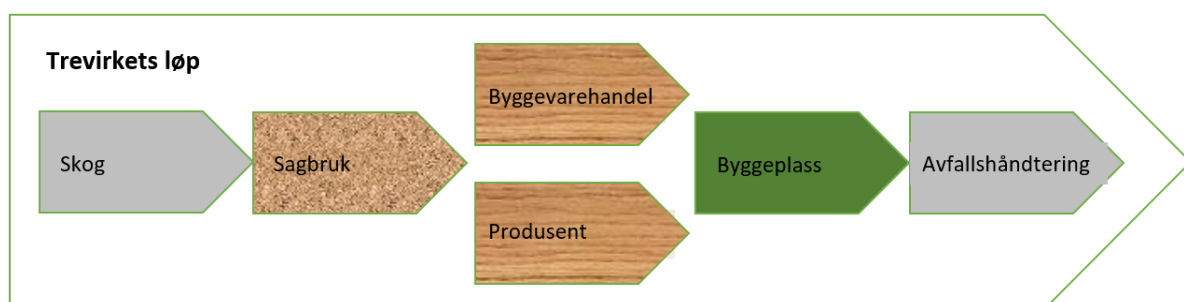 Trevirkets løp
Skog
Sagbruk
Byggevarehandel
Produsent
Byggeplass
Avfallshåndtering